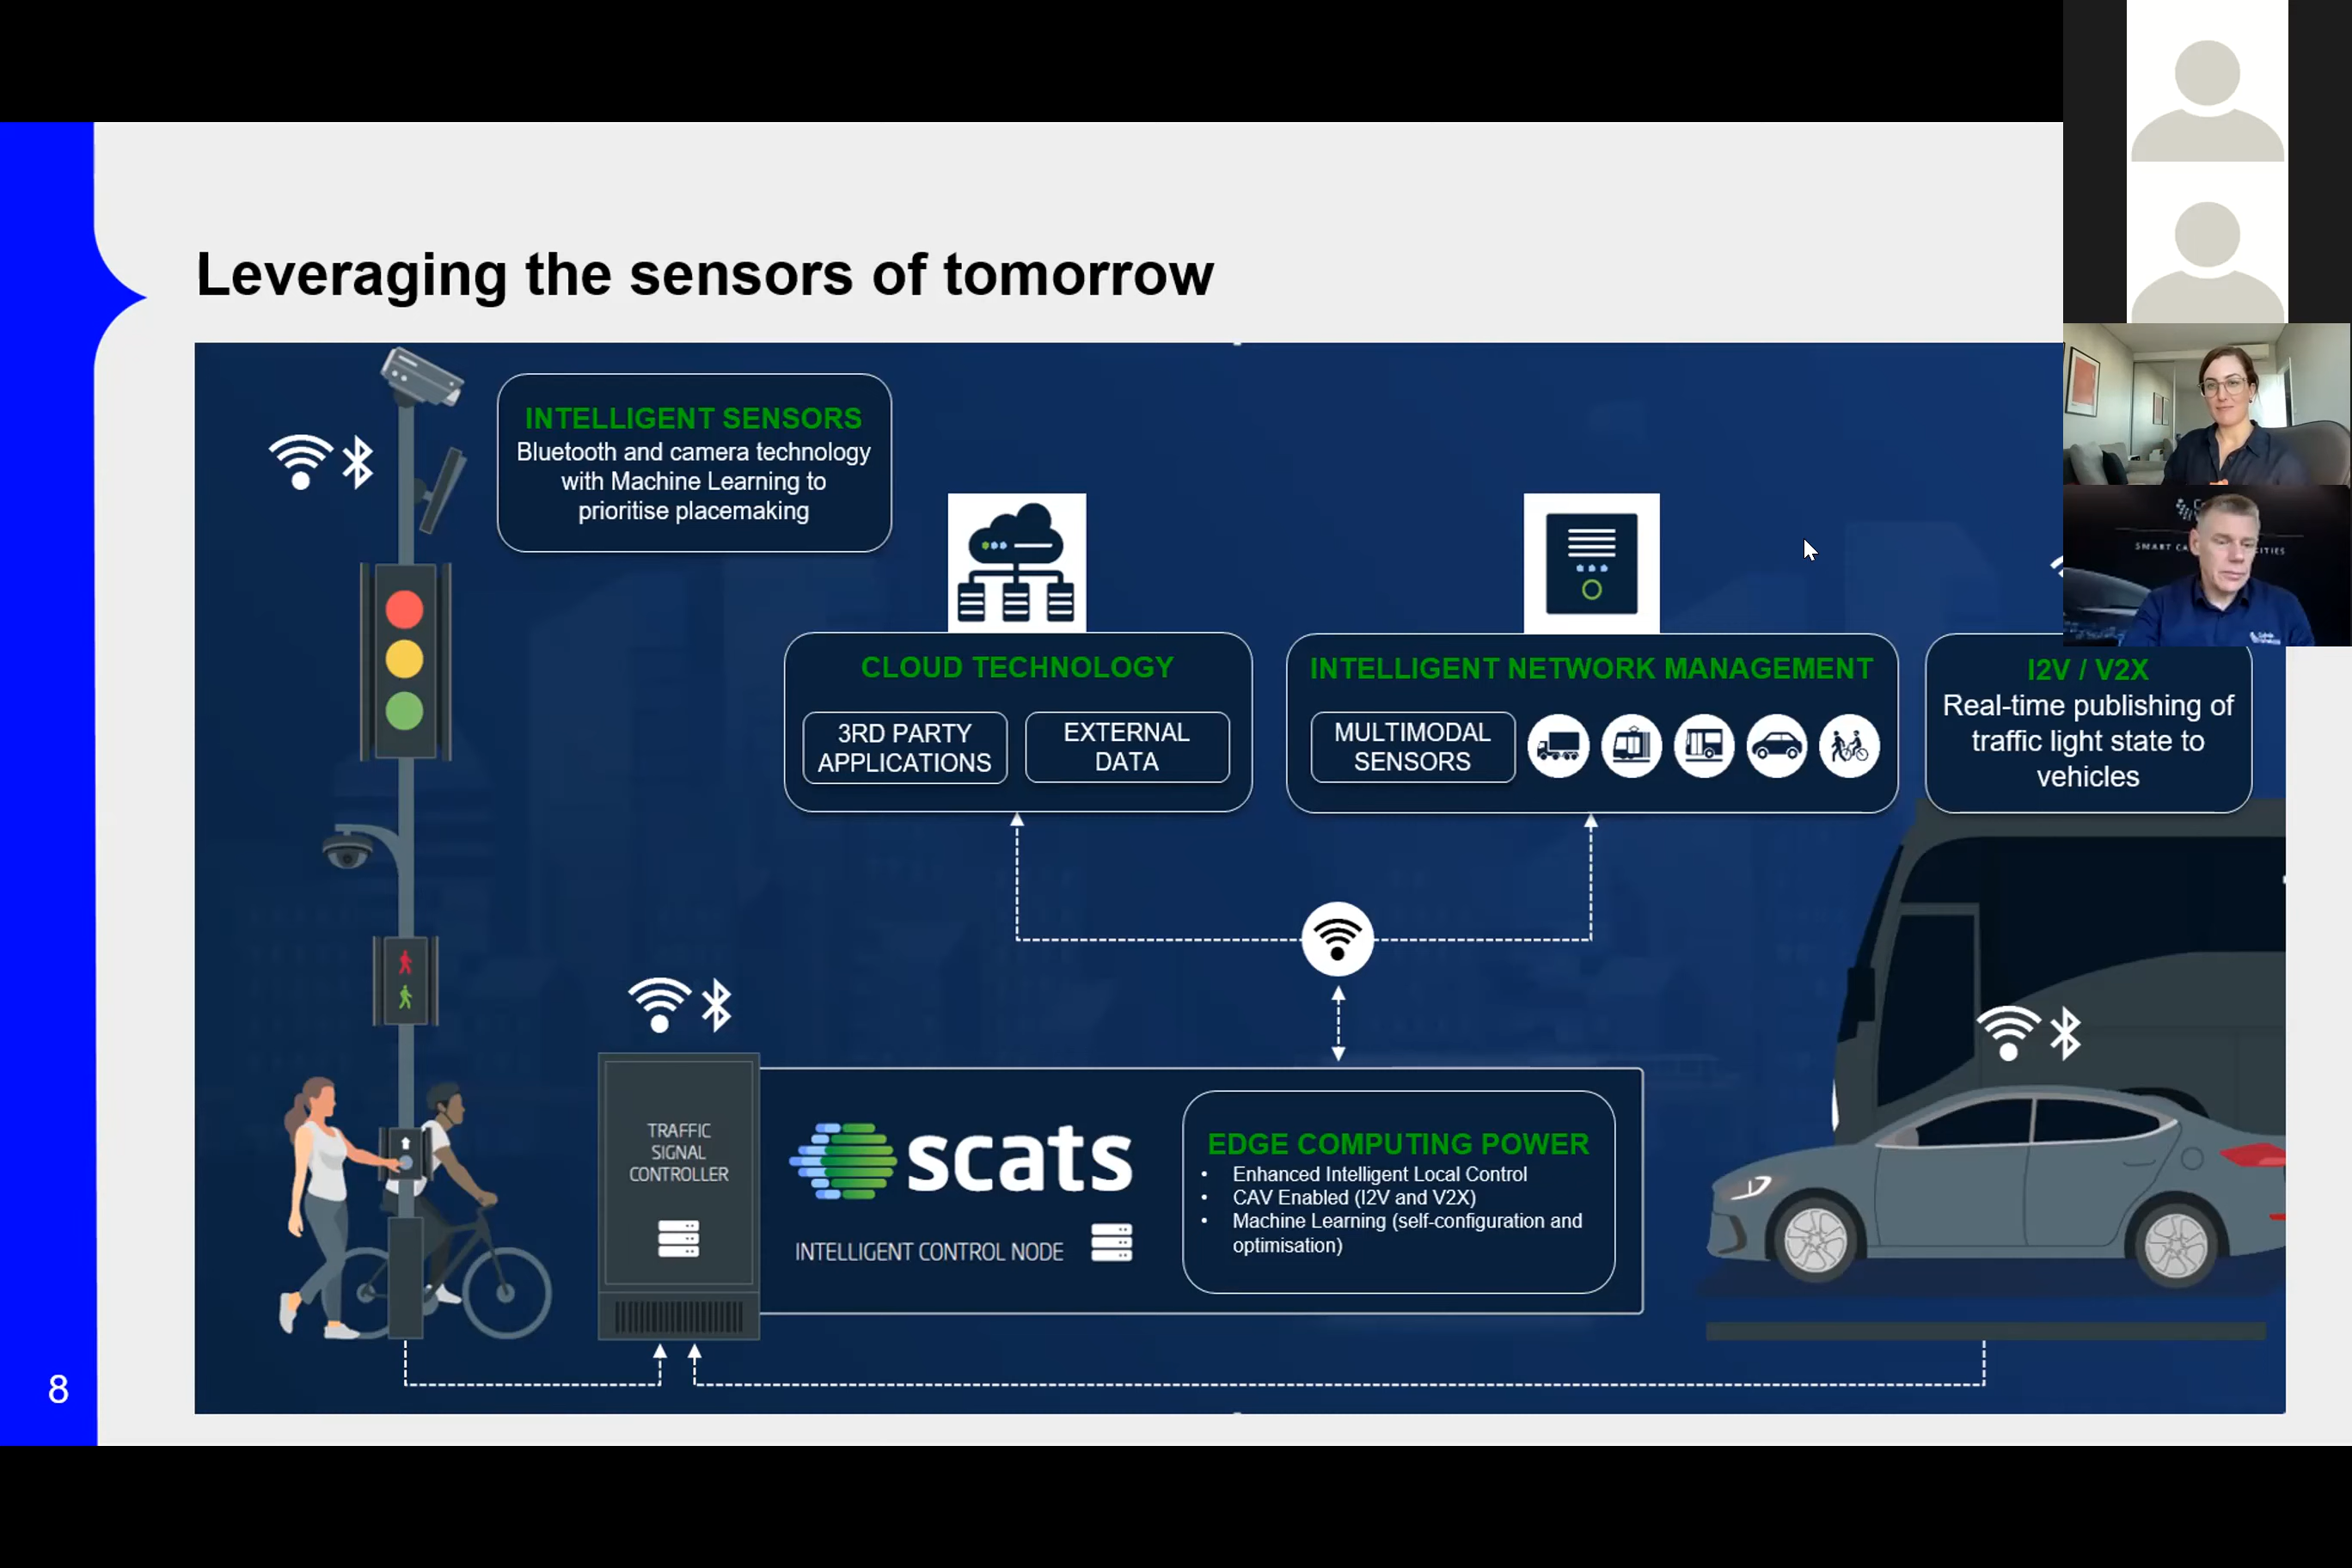 Leveraging the sensors of tomorrow
INTELLIGENT SENSORS
Bluetooth and camera technology
with Machine Learning to
prioritise placemaking
CLOUD TECHNOLOGY
3RD PARTY
APPLICATIONS
EXTERNAL
DATA
INTELLIGENT NETWORK MANAGEMENT
MULTIMODAL
SENSORS
I2V / V2X
Real-time publishing of
traffic light state to
vehicles
TRAFFIC
SIGNAL
CONTROLLER
scats
INTELLIGENT CONTROL NODE
EDGE COMPUTING POWER
• Enhanced Intelligent Local Control
• CAV Enabled (I2V and V2X)
• Machine Learning (self-configuration and
optimisation)
8
SMART CA
CITIES